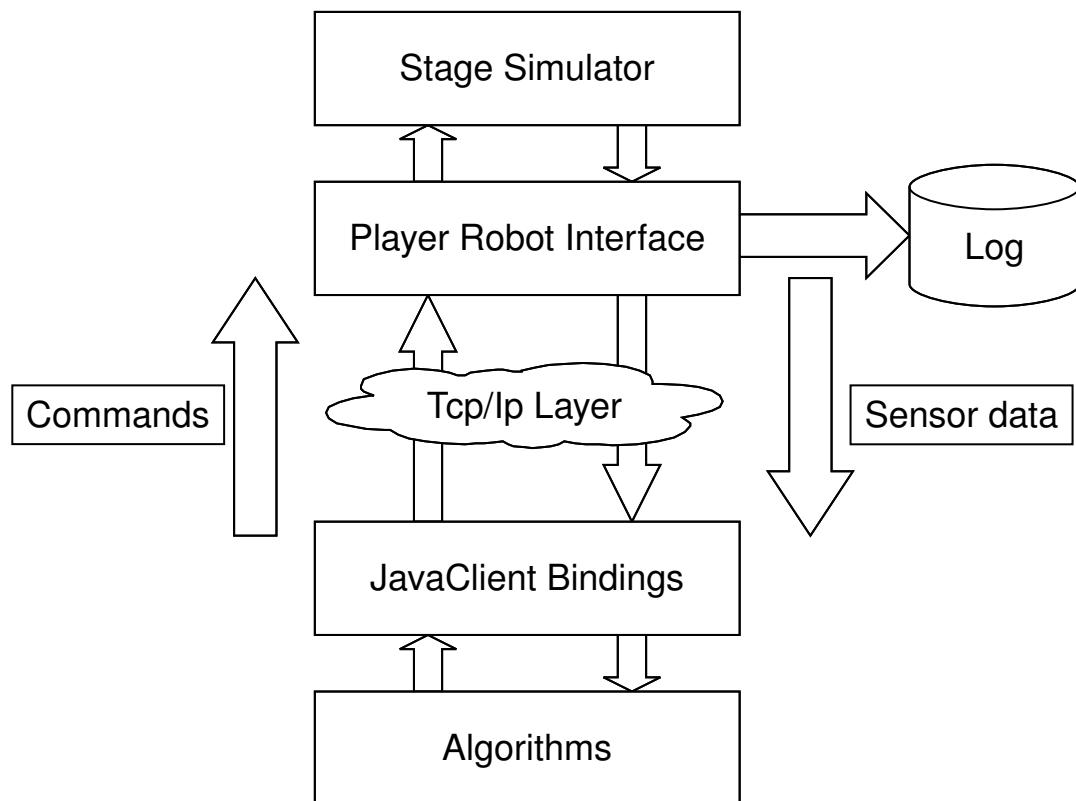 Stage Simulator
Player Robot Interface
Log
Commands
Tcp/Ip Layer
Sensor data
JavaClient Bindings
Algorithms